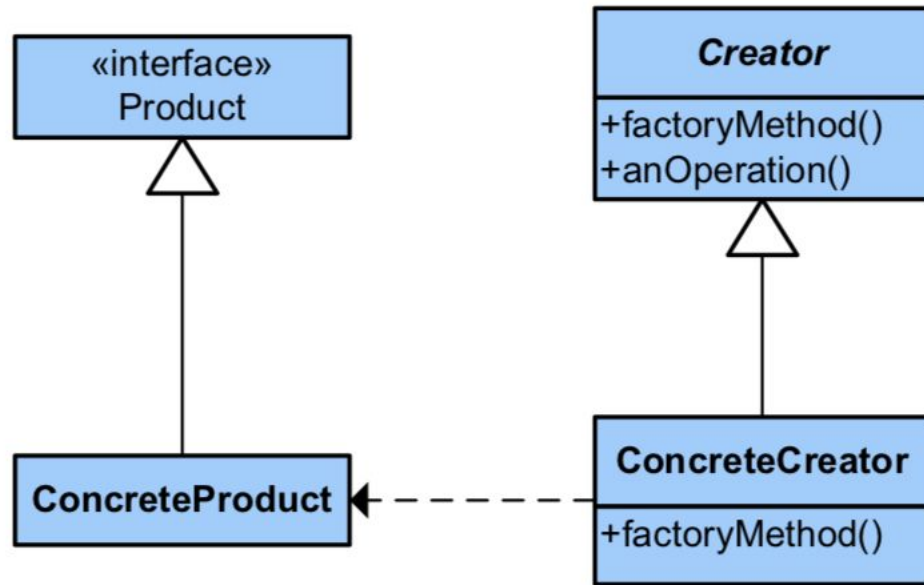 «interface»
Product
Creator
+factoryMethod()
+anOperation()
ConcreteProduct
ConcreteCreator
+factoryMethod()